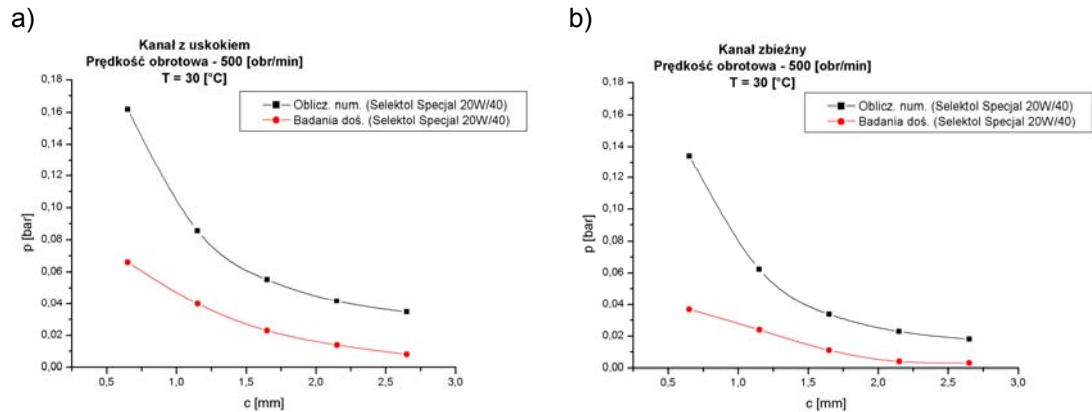 a)
Kanał z uskokiem
Prędkość obrotowa - 500 [obr/min]
T = 30 [°C]
0,18
0,16
0,14
0,12
0,10
0,08
0,06
0,04
0,02
0,00
p [bar]
Oblicz. num. (Selektol Specjal 20W/40)
Badania doś. (Selektol Specjal 20W/40)
0,5 1,0 1,5 2,0 2,5 3,0
c [mm]
b)
Kanał zbieżny
Prędkość obrotowa - 500 [obr/min]
T = 30 [°C]
0,18
0,16
0,14
0,12
0,10
0,08
0,06
0,04
0,02
0,00
p [bar]
Oblicz. num. (Selektol Specjal 20W/40)
Badania doś. (Selektol Specjal 20W/40)
0,0 0,5 1,0 1,5 2,0 2,5 3,0
c [mm]